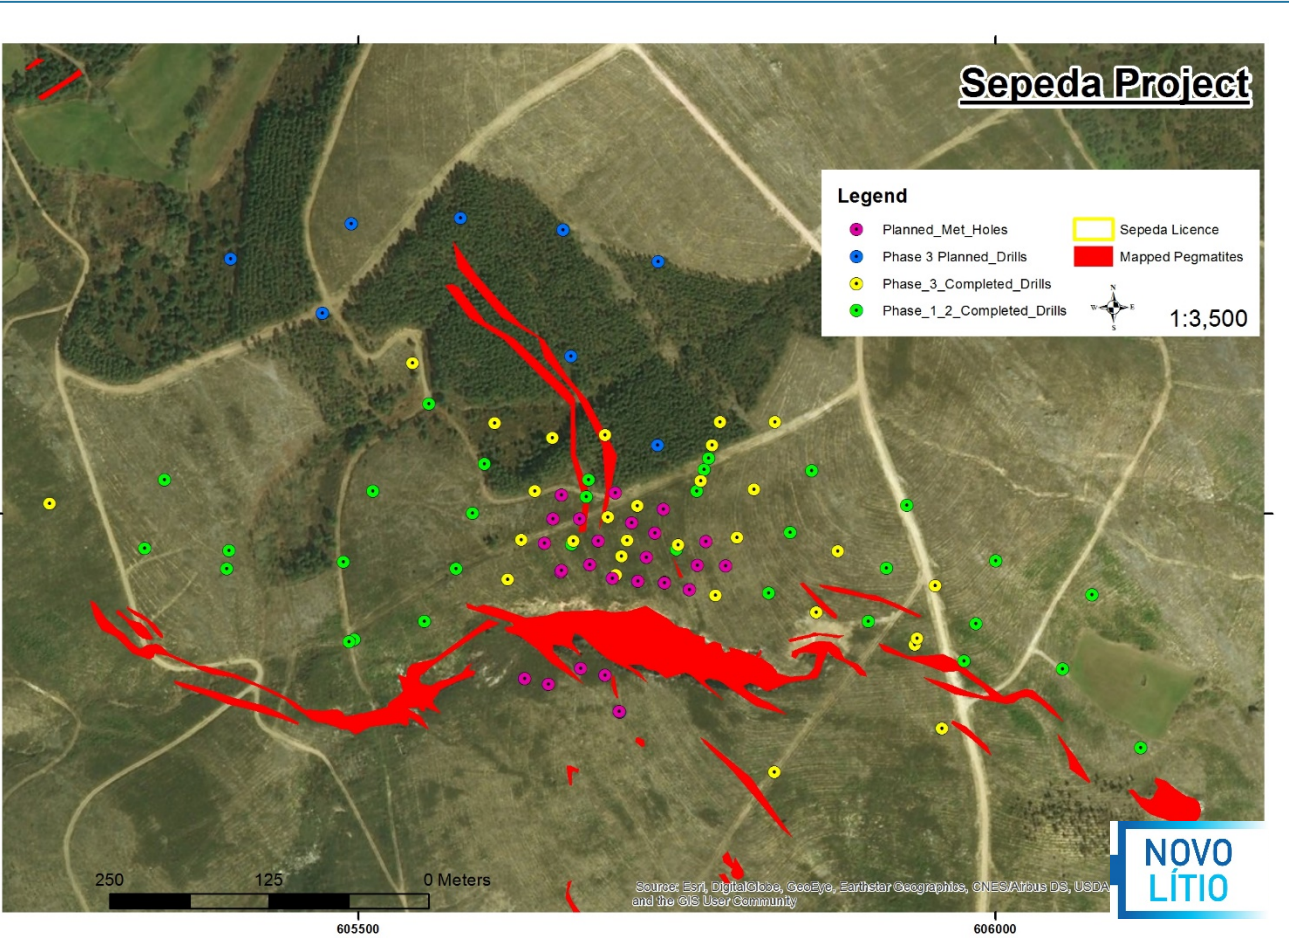 Sepeda Project
Legend
Planned_Met_Holes
Phase 3 Planned_Drills
Phase_3_Completed_Drills
Phase_1_2_Completed_Drills
Sepeda Licence
Mapped Pegmatites
N
W E
S
1:3,500
250 125 0 Meters
Source: Esri, DigitalGlobe, GeoEye, Earthstar Geographics, CNES/Airbus DS, USDA
and the GIS User Community
NOVO
LÍTIO
605500 606000